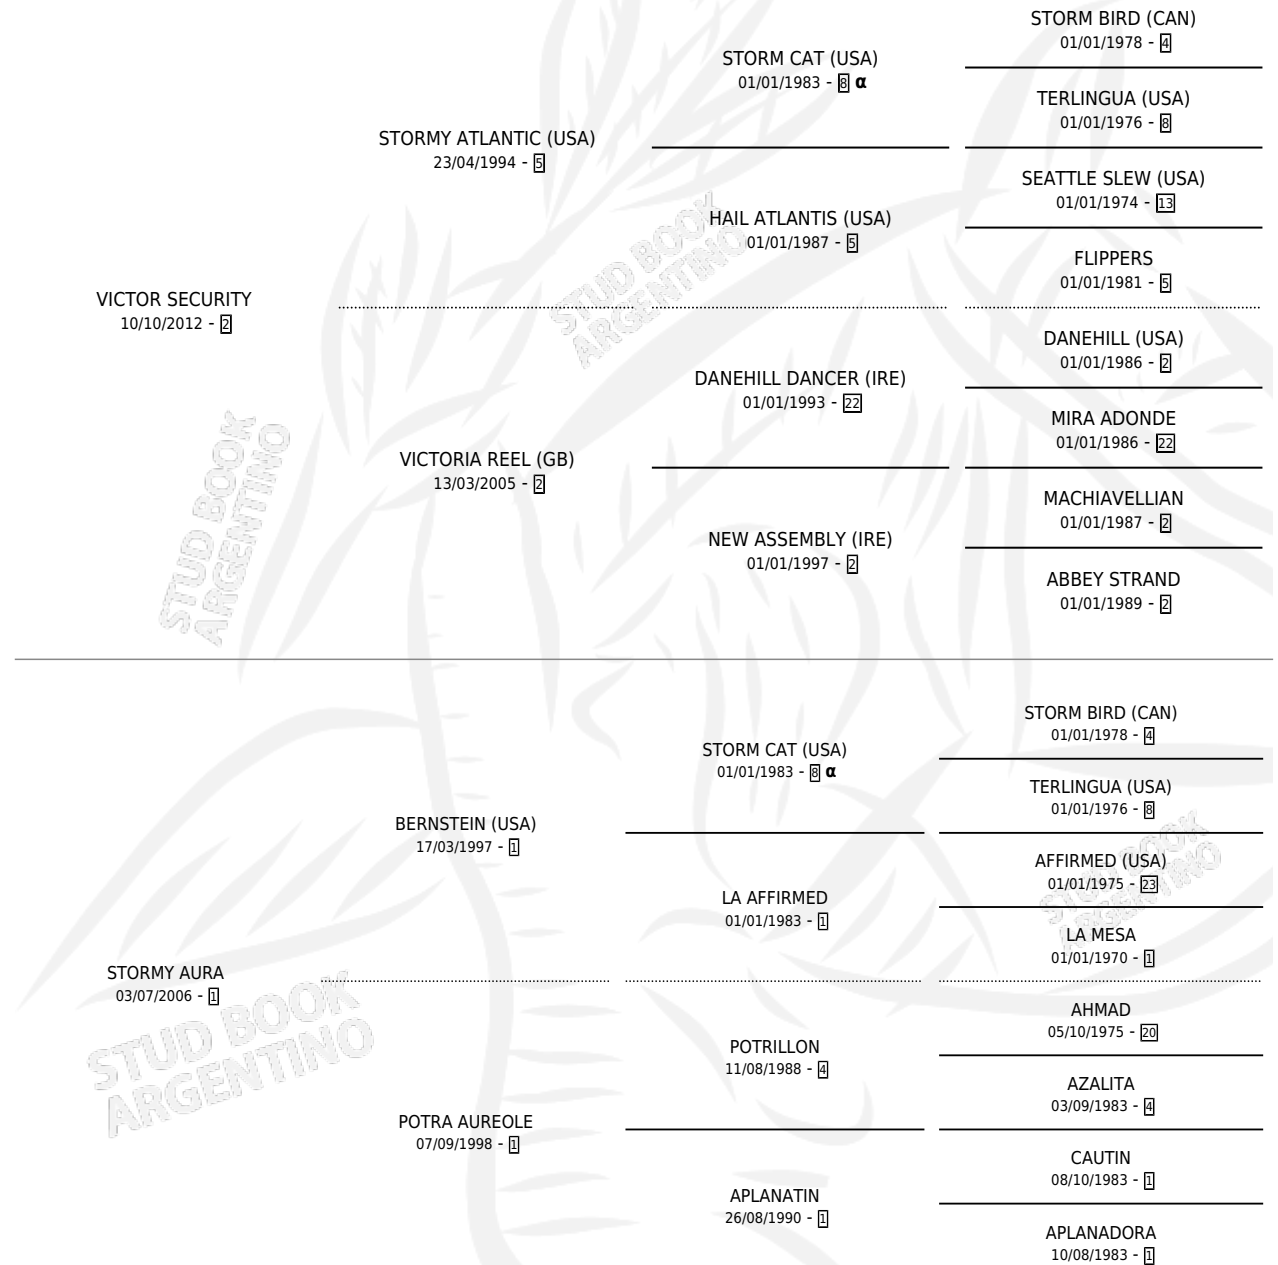 STORM BIRD (CAN)
01/01/1978 - 4
STORM CAT (USA)
01/01/1983 - 8 α
TERLINGUA (USA)
01/01/1976 - 8
STORMY ATLANTIC (USA)
23/04/1994 - 5
SEATTLE SLEW (USA)
01/01/1974 - 13
HAIL ATLANTIS (USA)
01/01/1987 - 5
FLIPPERS
01/01/1981 - 5
VICTOR SECURITY
10/10/2012 - 2
DANEHILL (USA)
01/01/1986 - 2
DANEHILL DANCER (IRE)
01/01/1993 - 22
MIRA ADONDE
01/01/1986 - 22
VICTORIA REEL (GB)
13/03/2005 - 2
MACHIAVELLIAN
01/01/1987 - 2
NEW ASSEMBLY (IRE)
01/01/1997 - 2
ABBEY STRAND
01/01/1989 - 2
STORM BIRD (CAN)
01/01/1978 - 4
STORM CAT (USA)
01/01/1983 - 8 α
TERLINGUA (USA)
01/01/1976 - 8
BERNSTEIN (USA)
17/03/1997 - 1
AFFIRMED (USA)
01/01/1975 - 23
LA AFFIRMED
01/01/1983 - 1
LA MESA
01/01/1970 - 1
STORMY AURA
03/07/2006 - 1
AHMAD
05/10/1975 - 20
POTRILLON
11/08/1988 - 4
AZALITA
03/09/1983 - 4
POTRA AUREOLE
07/09/1998 - 1
CAUTIN
08/10/1983 - 1
APLANATIN
26/08/1990 - 1
APLANADORA
10/08/1983 - 1
STUD BOOK
ARGENTINO
STUD BOOK
ARGENTINO
STUD BOOK
ARGENTINO
STUD BOOK
ARGENTINO